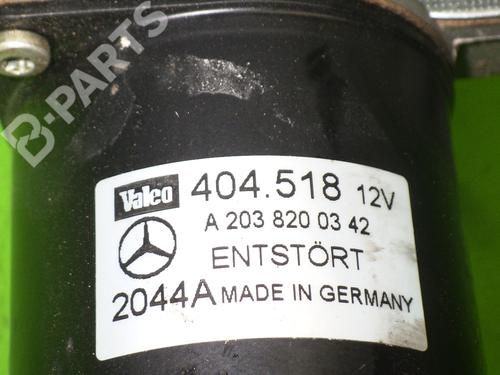 B-PARTS
Valeo 404.518 12V
A 203 820 03 42
ENTSTÖRT
2044A MADE IN GERMANY